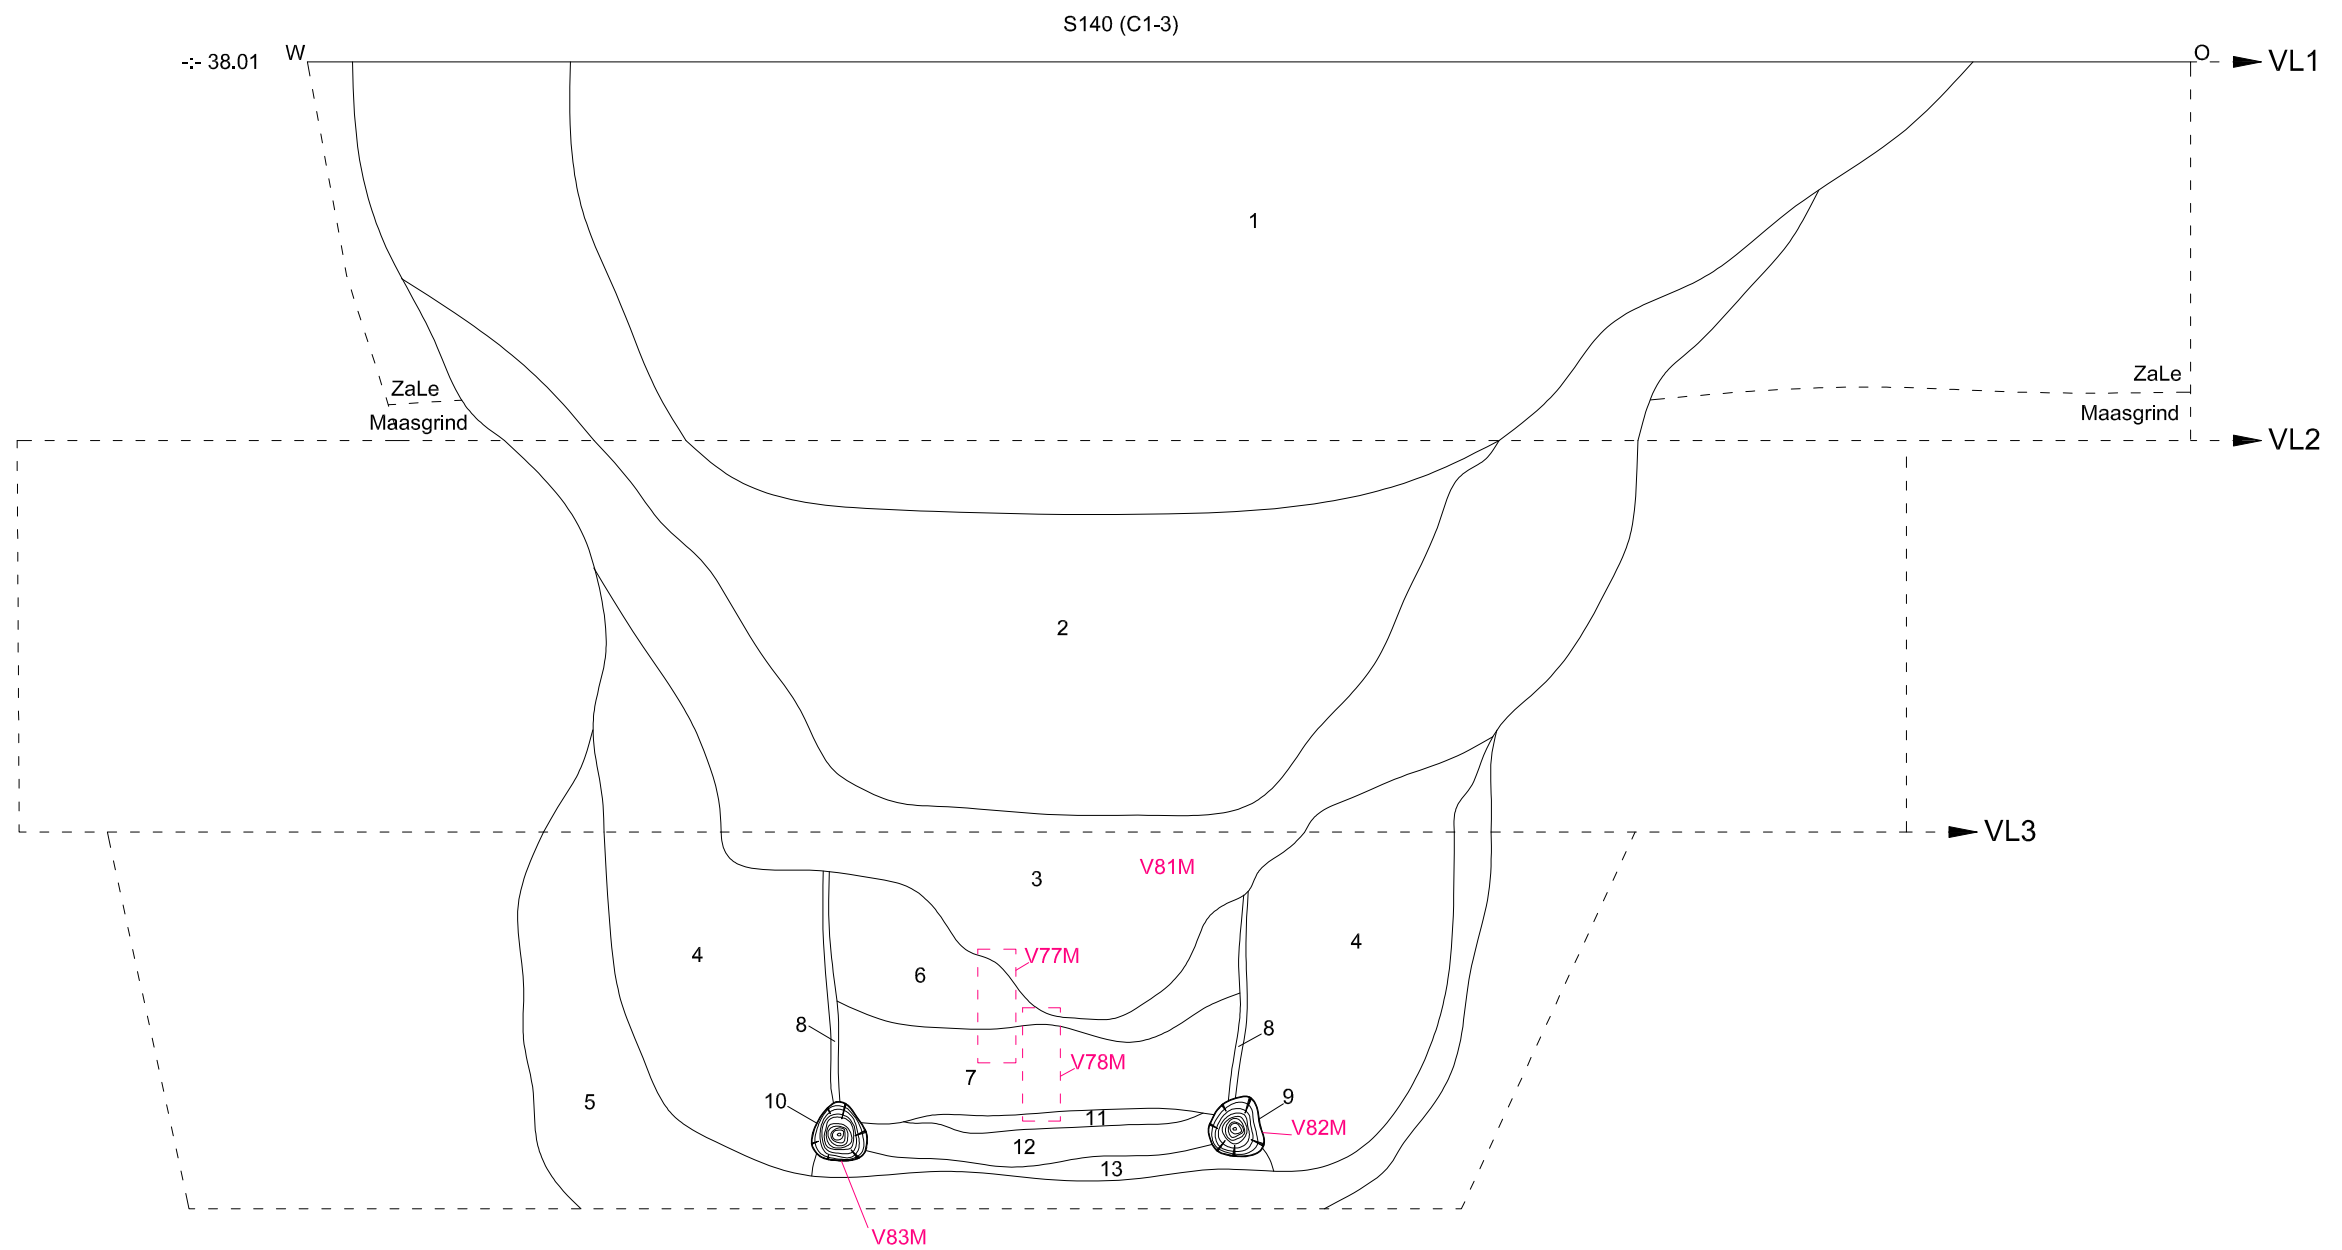 S140 (C1-3)
-:- 38.01
W
O
VL1
1
ZaLe
Maasgrind
ZaLe
Maasgrind
VL2
2
VL3
3
V81M
4
6
V77M
4
8
8
7
V78M
5
10
9
11
V82M
12
13
V83M